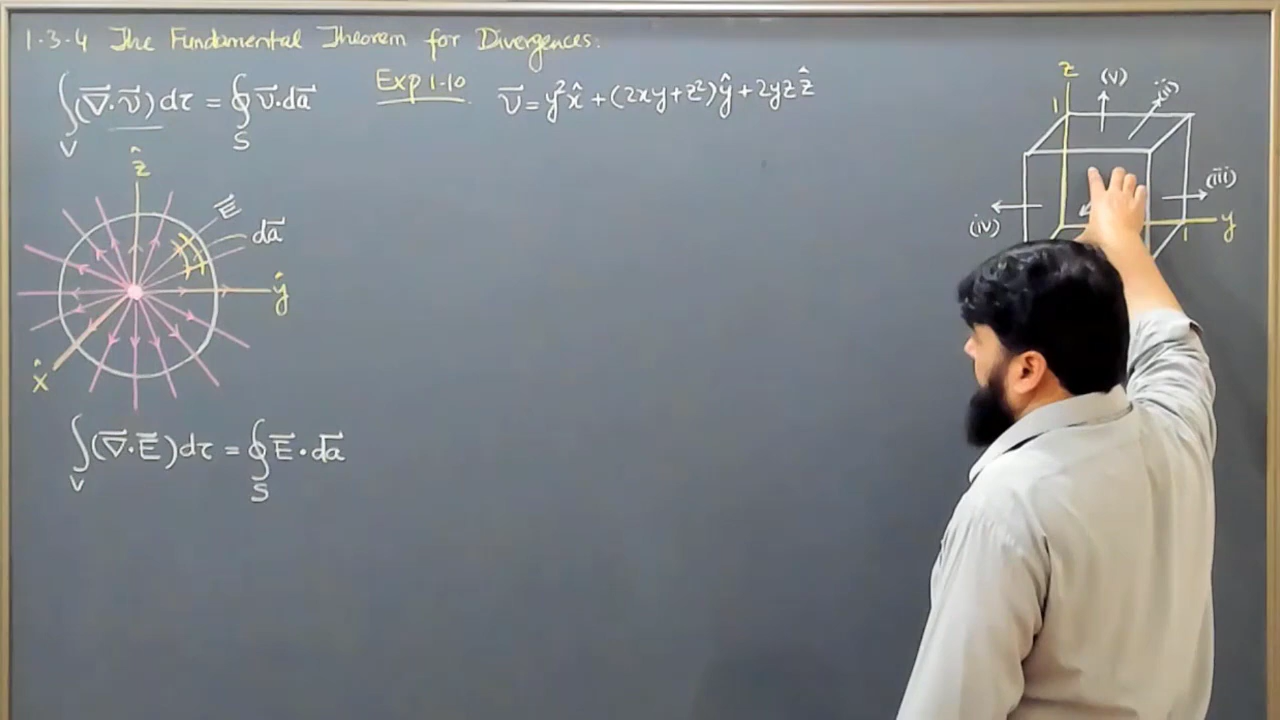 1-3-4 The Fundamental Theorem for Divergences:
∫_V (∇⃗·v⃗) dτ = ∮_S v⃗·da⃗
Exp 1-10
v⃗ = y²x̂ + (2xy+z²)ŷ + 2yzẑ
ẑ
E⃗
da⃗
ŷ
x̂
∫_V (∇⃗·E⃗) dτ = ∮_S E⃗·da⃗
z
(v)
(ii)
1
(iii)
(iv)
1
y